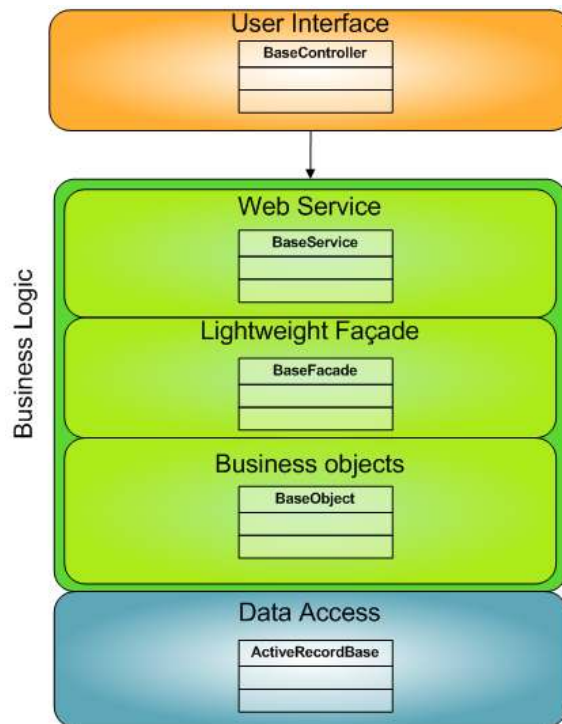 User Interface
BaseController
Business Logic
Web Service
BaseService
Lightweight Façade
BaseFacade
Business objects
BaseObject
Data Access
ActiveRecordBase